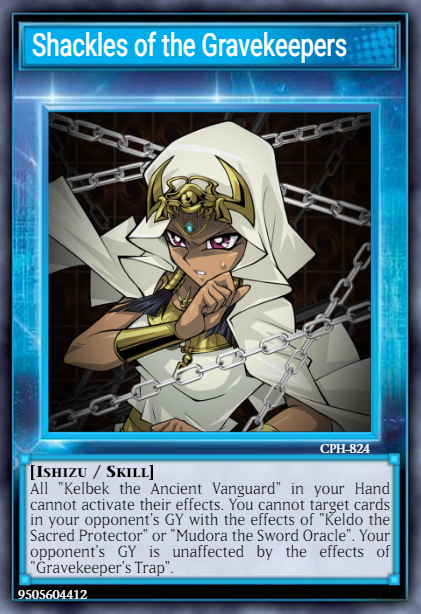 Shackles of the Gravekeepers
CPH-824
[Ishizu / Skill]
All "Kelbek the Ancient Vanguard" in your Hand
cannot activate their effects. You cannot target cards
in your opponent's GY with the effects of "Keldo the
Sacred Protector" or "Mudora the Sword Oracle". Your
opponent's GY is unaffected by the effects of
"Gravekeeper's Trap".
9505604412